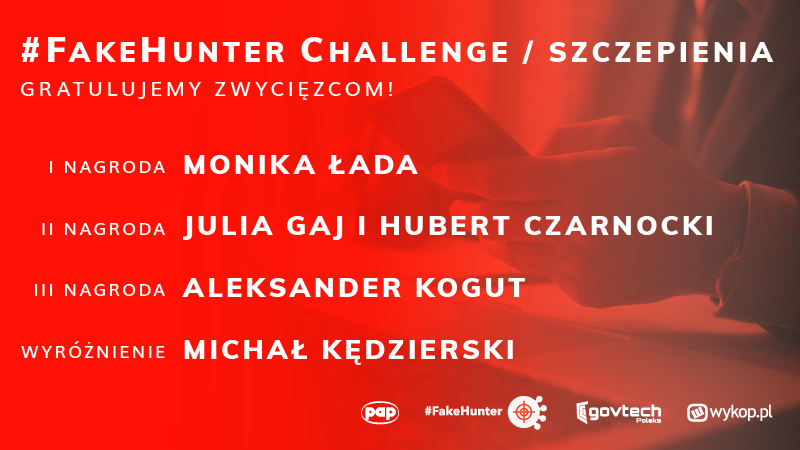 #FakeHunter Challenge / szczepienia
GRATULUJEMY ZWYCIĘZCOM!
I NAGRODA MONIKA ŁADA
II NAGRODA JULIA GAJ I HUBERT CZARNOCKI
III NAGRODA ALEKSANDER KOGUT
WYRÓŻNIENIE MICHAŁ KĘDZIERSKI
pap #FakeHunter govtech Polska wykop.pl